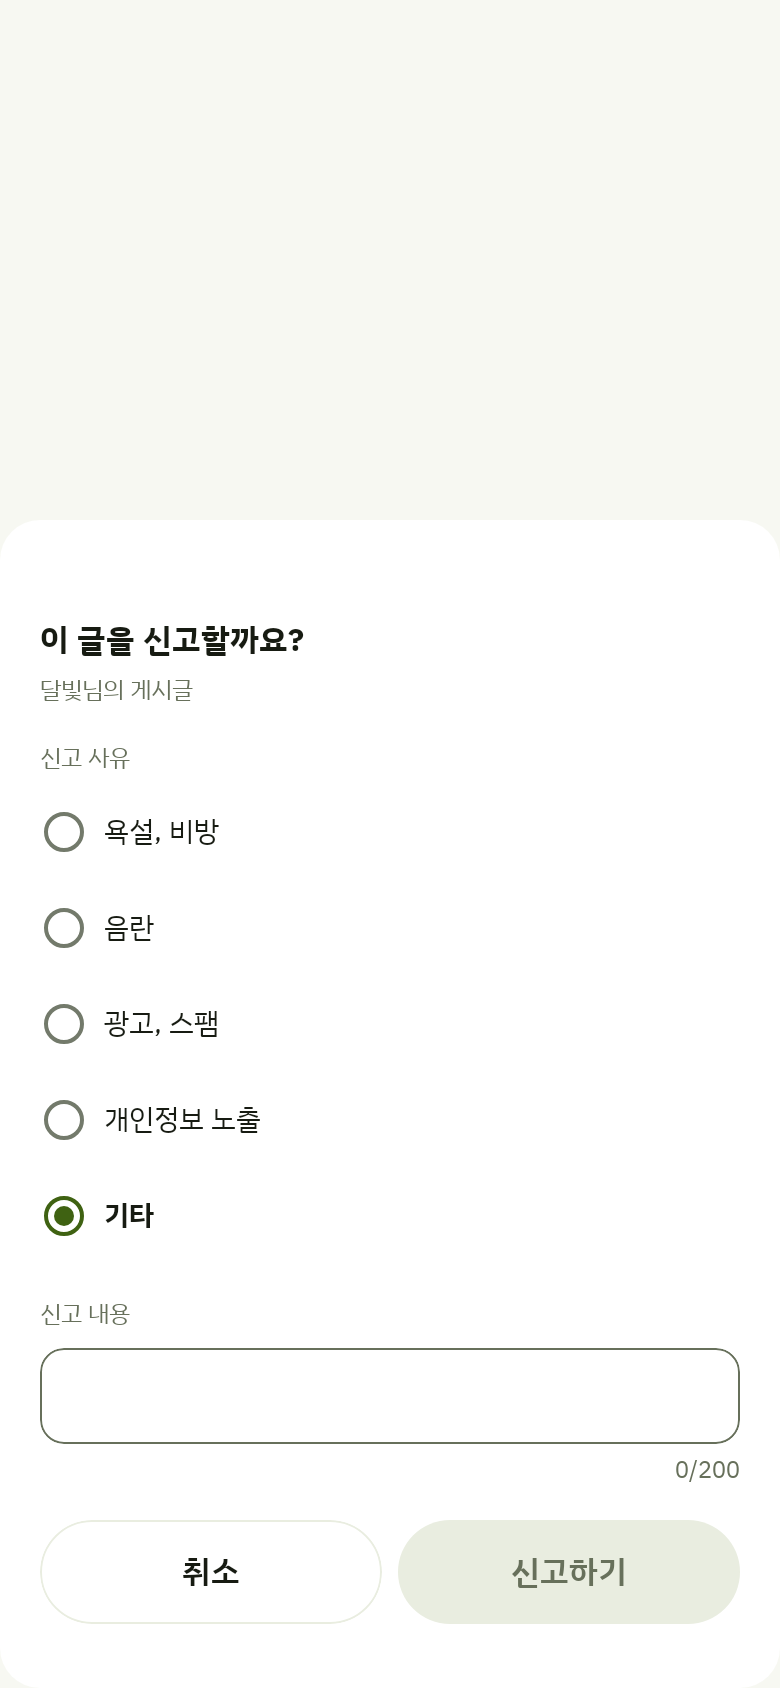 이 글을 신고할까요?
달빛님의 게시글
신고 사유
욕설, 비방
음란
광고, 스팸
개인정보 노출
기타
신고 내용
0/200
취소
신고하기